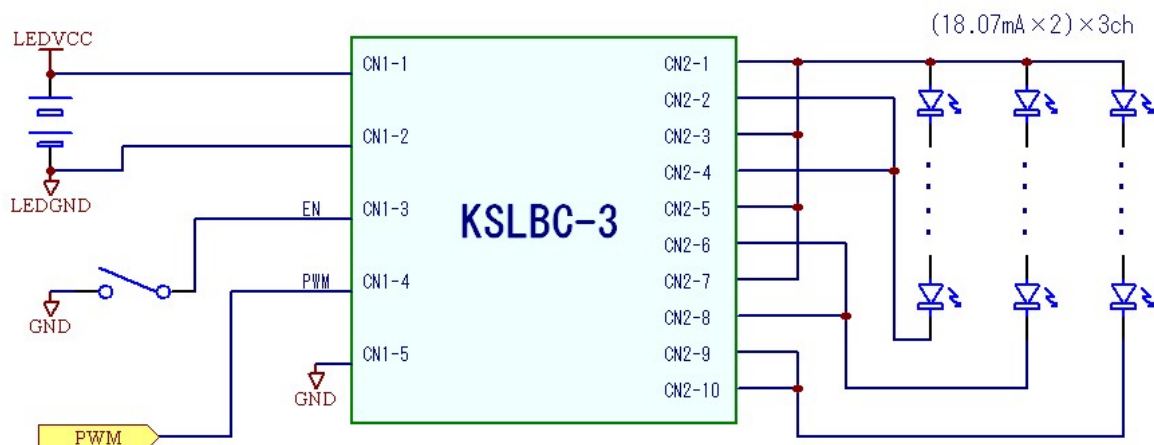 (18.07mA×2)×3ch
LEDVCC
CN1-1
CN2-1
CN2-2
CN1-2
CN2-3
CN2-4
LEDGND
EN
CN1-3
KSLBC-3
CN2-5
CN2-6
PWM
CN1-4
CN2-7
GND
CN2-8
CN1-5
CN2-9
GND
CN2-10
PWM